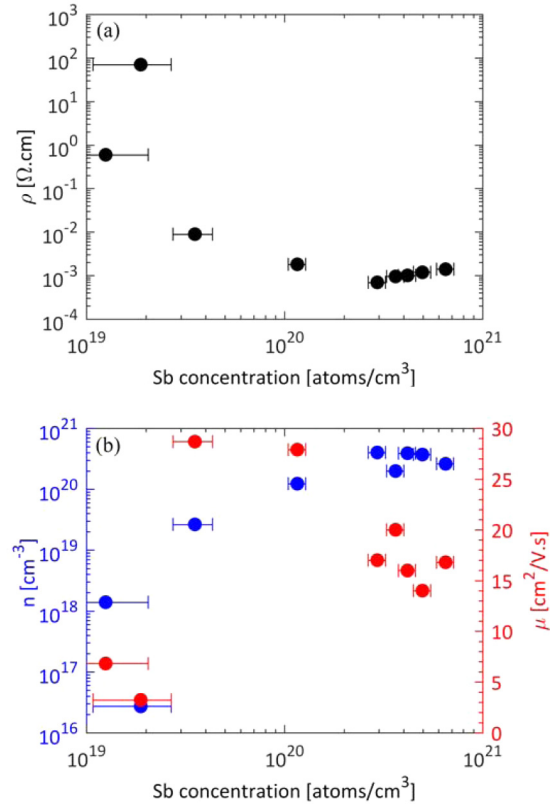 (a)
10^3
10^2
10^1
10^0
10^-1
10^-2
10^-3
10^-4
ρ [Ω.cm]
10^19 10^20 10^21
Sb concentration [atoms/cm^3]
(b)
10^21
10^20
10^19
10^18
10^17
10^16
n [cm^-3]
30
25
20
15
10
5
0
μ [cm^2/V.s]
10^19 10^20 10^21
Sb concentration [atoms/cm^3]